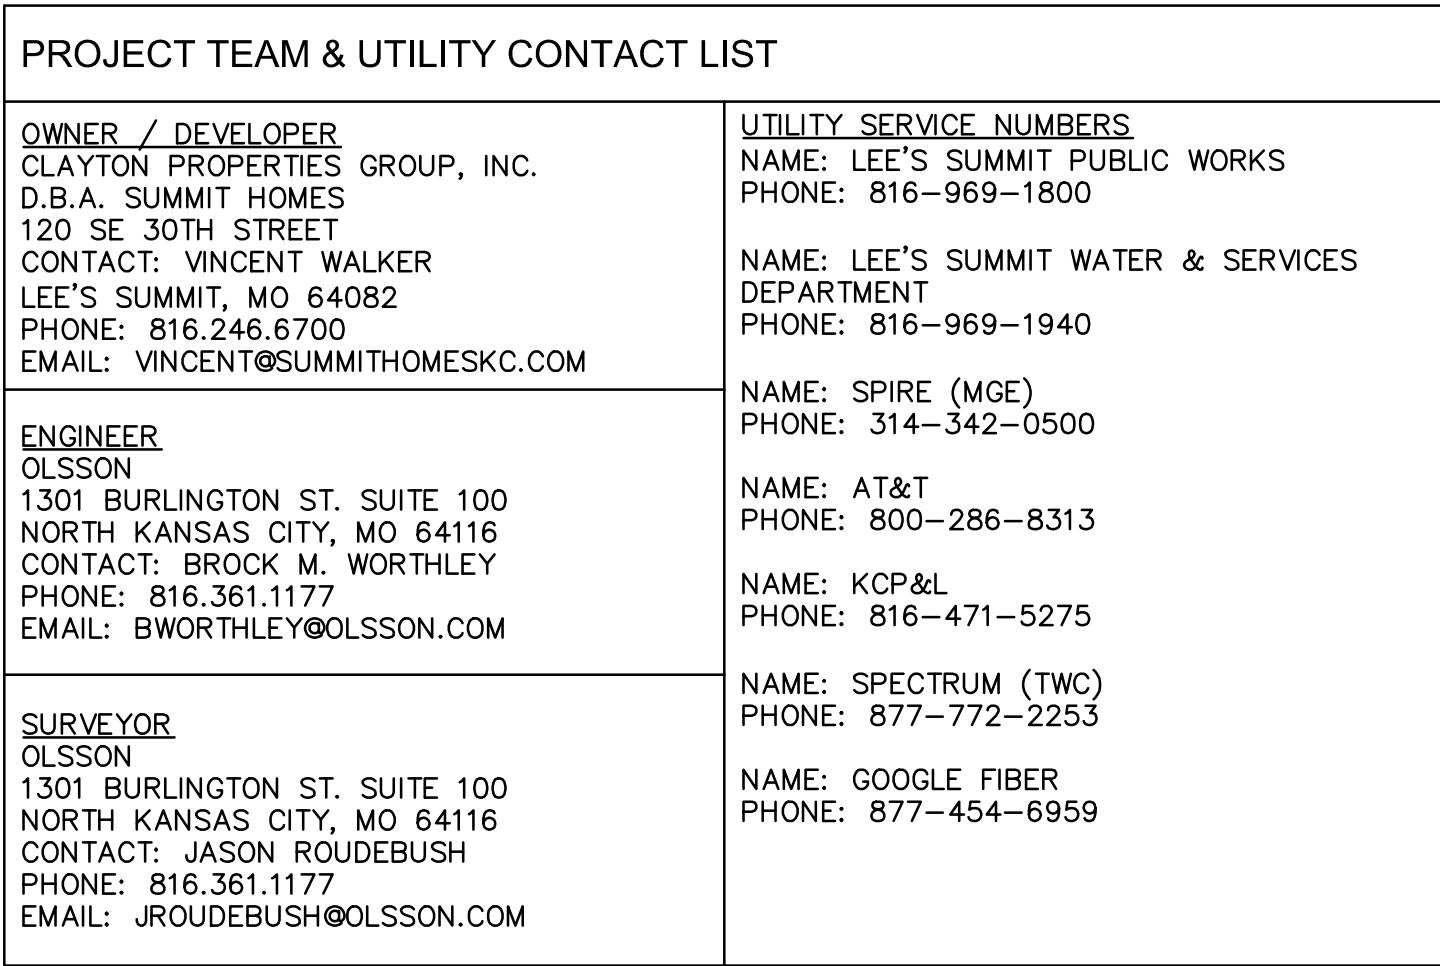 PROJECT TEAM & UTILITY CONTACT LIST
OWNER / DEVELOPER
CLAYTON PROPERTIES GROUP, INC.
D.B.A. SUMMIT HOMES
120 SE 30TH STREET
CONTACT: VINCENT WALKER
LEE'S SUMMIT, MO 64082
PHONE: 816.246.6700
EMAIL: VINCENT@SUMMITHOMESKC.COM
ENGINEER
OLSSON
1301 BURLINGTON ST. SUITE 100
NORTH KANSAS CITY, MO 64116
CONTACT: BROCK M. WORTHLEY
PHONE: 816.361.1177
EMAIL: BWORTHLEY@OLSSON.COM
SURVEYOR
OLSSON
1301 BURLINGTON ST. SUITE 100
NORTH KANSAS CITY, MO 64116
CONTACT: JASON ROUDEBUSH
PHONE: 816.361.1177
EMAIL: JROUDEBUSH@OLSSON.COM
UTILITY SERVICE NUMBERS
NAME: LEE'S SUMMIT PUBLIC WORKS
PHONE: 816-969-1800
NAME: LEE'S SUMMIT WATER & SERVICES
DEPARTMENT
PHONE: 816-969-1940
NAME: SPIRE (MGE)
PHONE: 314-342-0500
NAME: AT&T
PHONE: 800-286-8313
NAME: KCP&L
PHONE: 816-471-5275
NAME: SPECTRUM (TWC)
PHONE: 877-772-2253
NAME: GOOGLE FIBER
PHONE: 877-454-6959